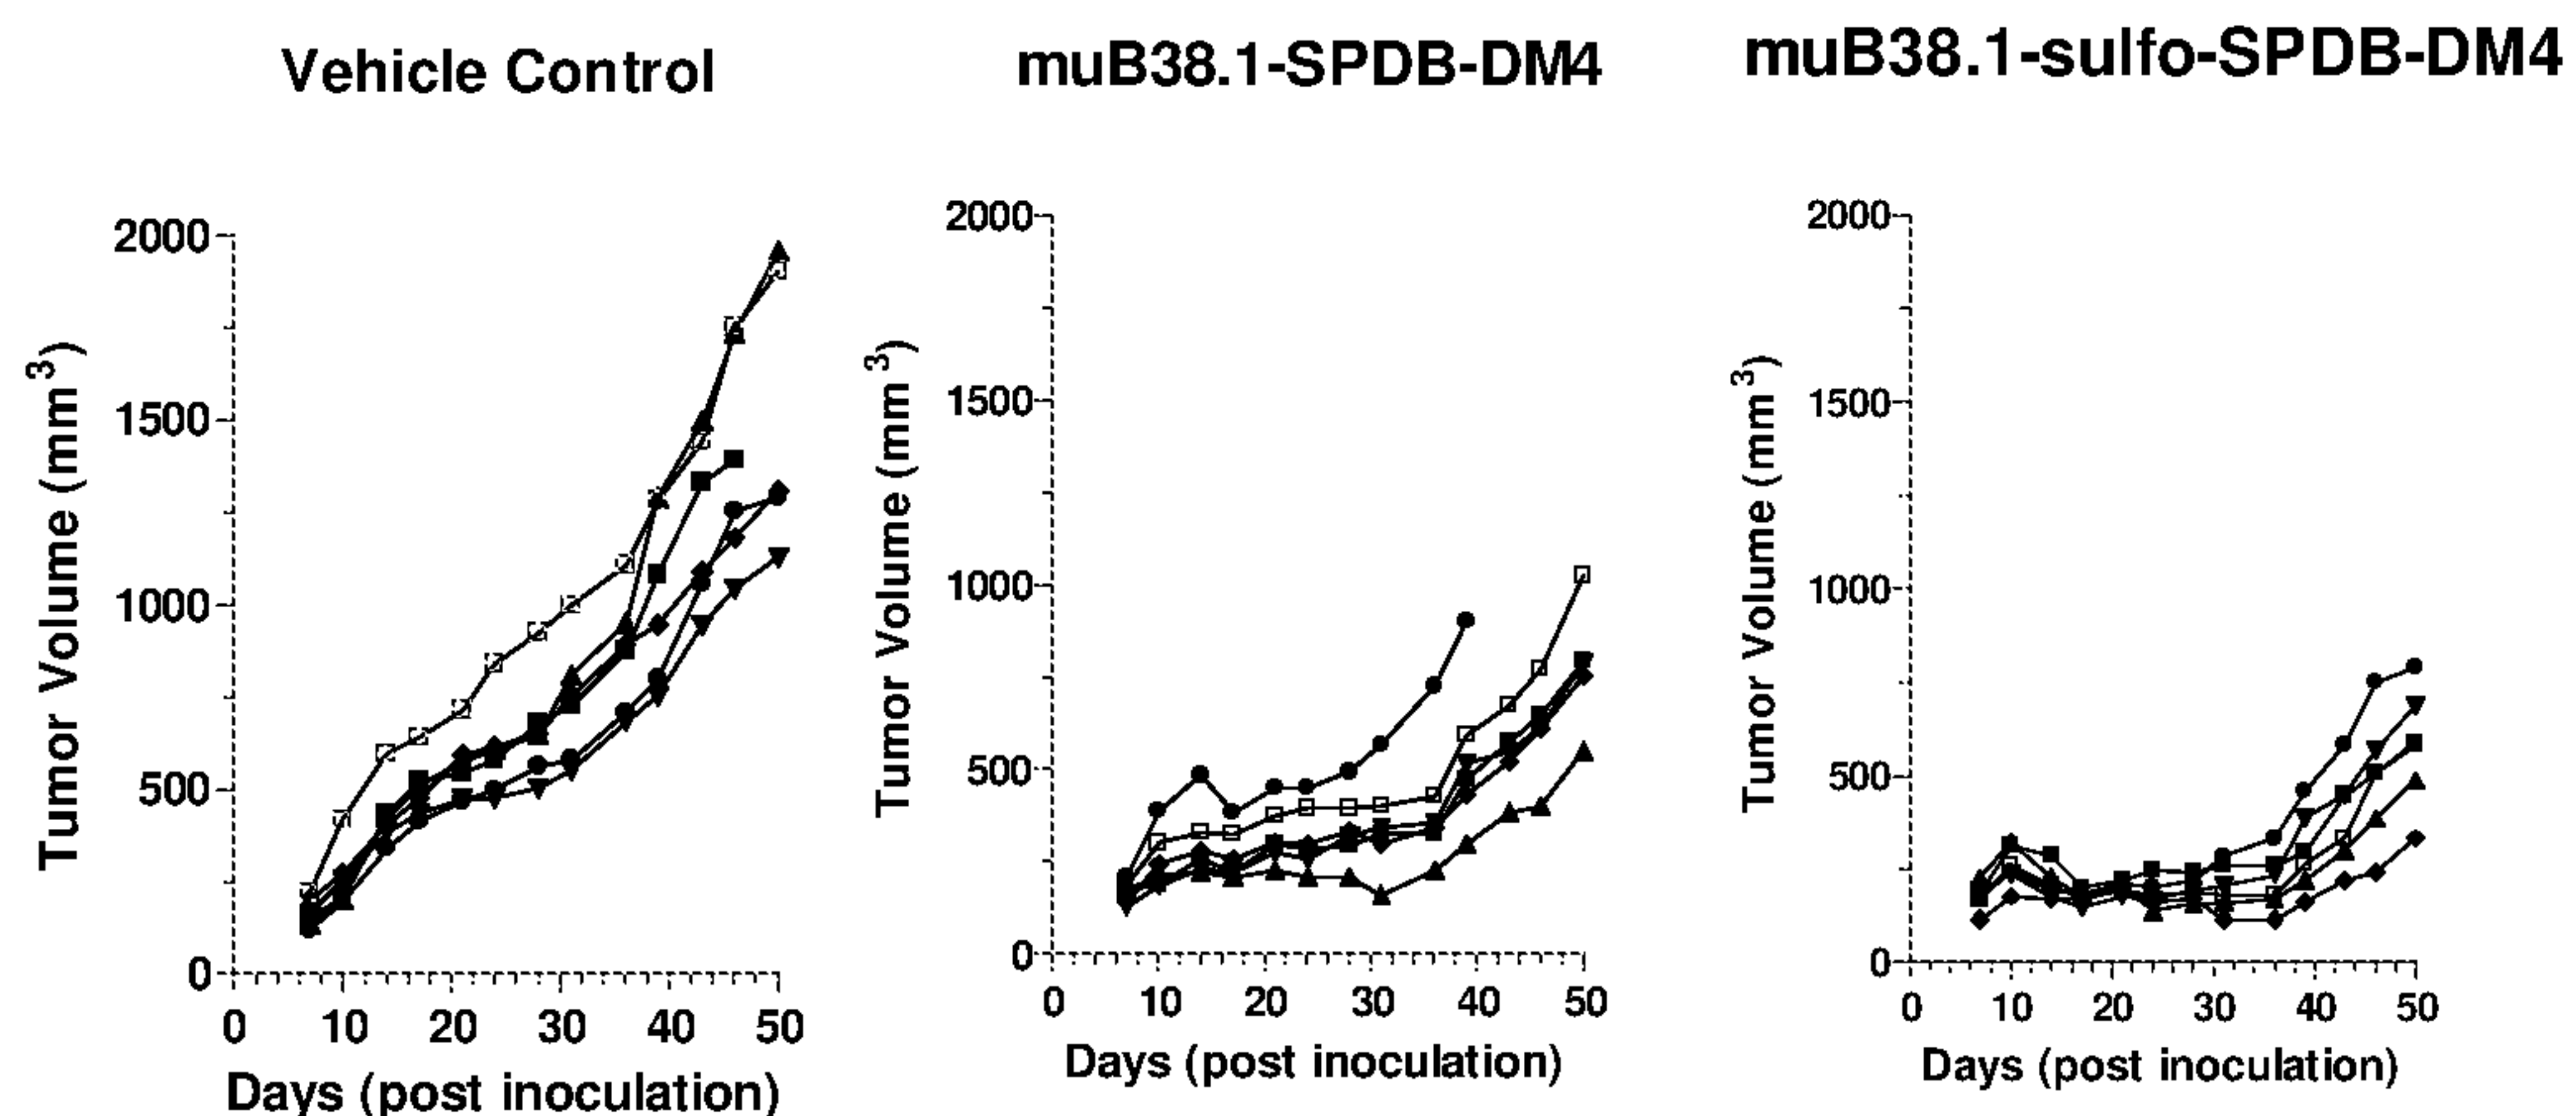 Vehicle Control
muB38.1-SPDB-DM4
muB38.1-sulfo-SPDB-DM4
Tumor Volume (mm³)
2000
1500
1000
500
0
0 10 20 30 40 50
Days (post inoculation)
Tumor Volume (mm³)
2000
1500
1000
500
0
0 10 20 30 40 50
Days (post inoculation)
Tumor Volume (mm³)
2000
1500
1000
500
0
0 10 20 30 40 50
Days (post inoculation)